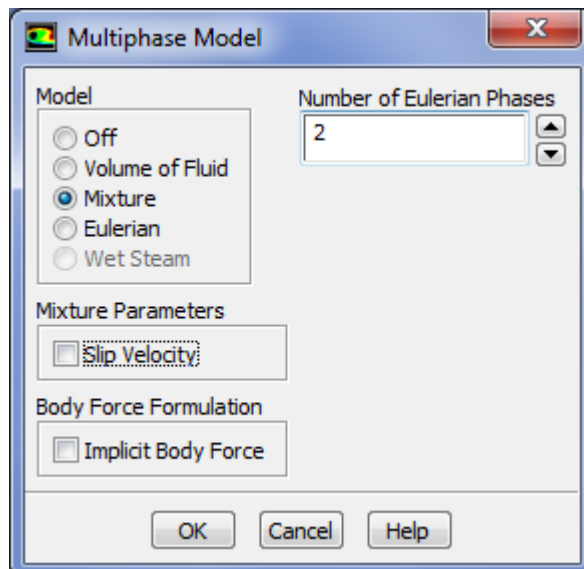 Multiphase Model
Model
Off
Volume of Fluid
Mixture
Eulerian
Wet Steam
Number of Eulerian Phases
2
Mixture Parameters
Slip Velocity
Body Force Formulation
Implicit Body Force
OK Cancel Help